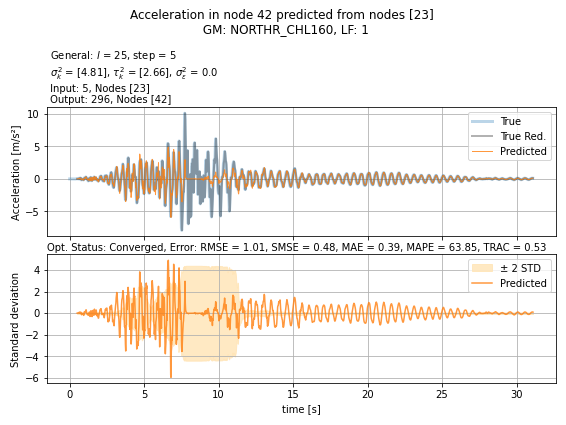 Acceleration in node 42 predicted from nodes [23]
GM: NORTHR_CHL160, LF: 1
General: l = 25, step = 5
σ²ₖ = [4.81], τ²ₖ = [2.66], σ²ε = 0.0
Input: 5, Nodes [23]
Output: 296, Nodes [42]
Acceleration [m/s²]
10
5
0
−5
True
True Red.
Predicted
Opt. Status: Converged, Error: RMSE = 1.01, SMSE = 0.48, MAE = 0.39, MAPE = 63.85, TRAC = 0.53
Standard deviation
4
2
0
−2
−4
−6
± 2 STD
Predicted
0 5 10 15 20 25 30
time [s]